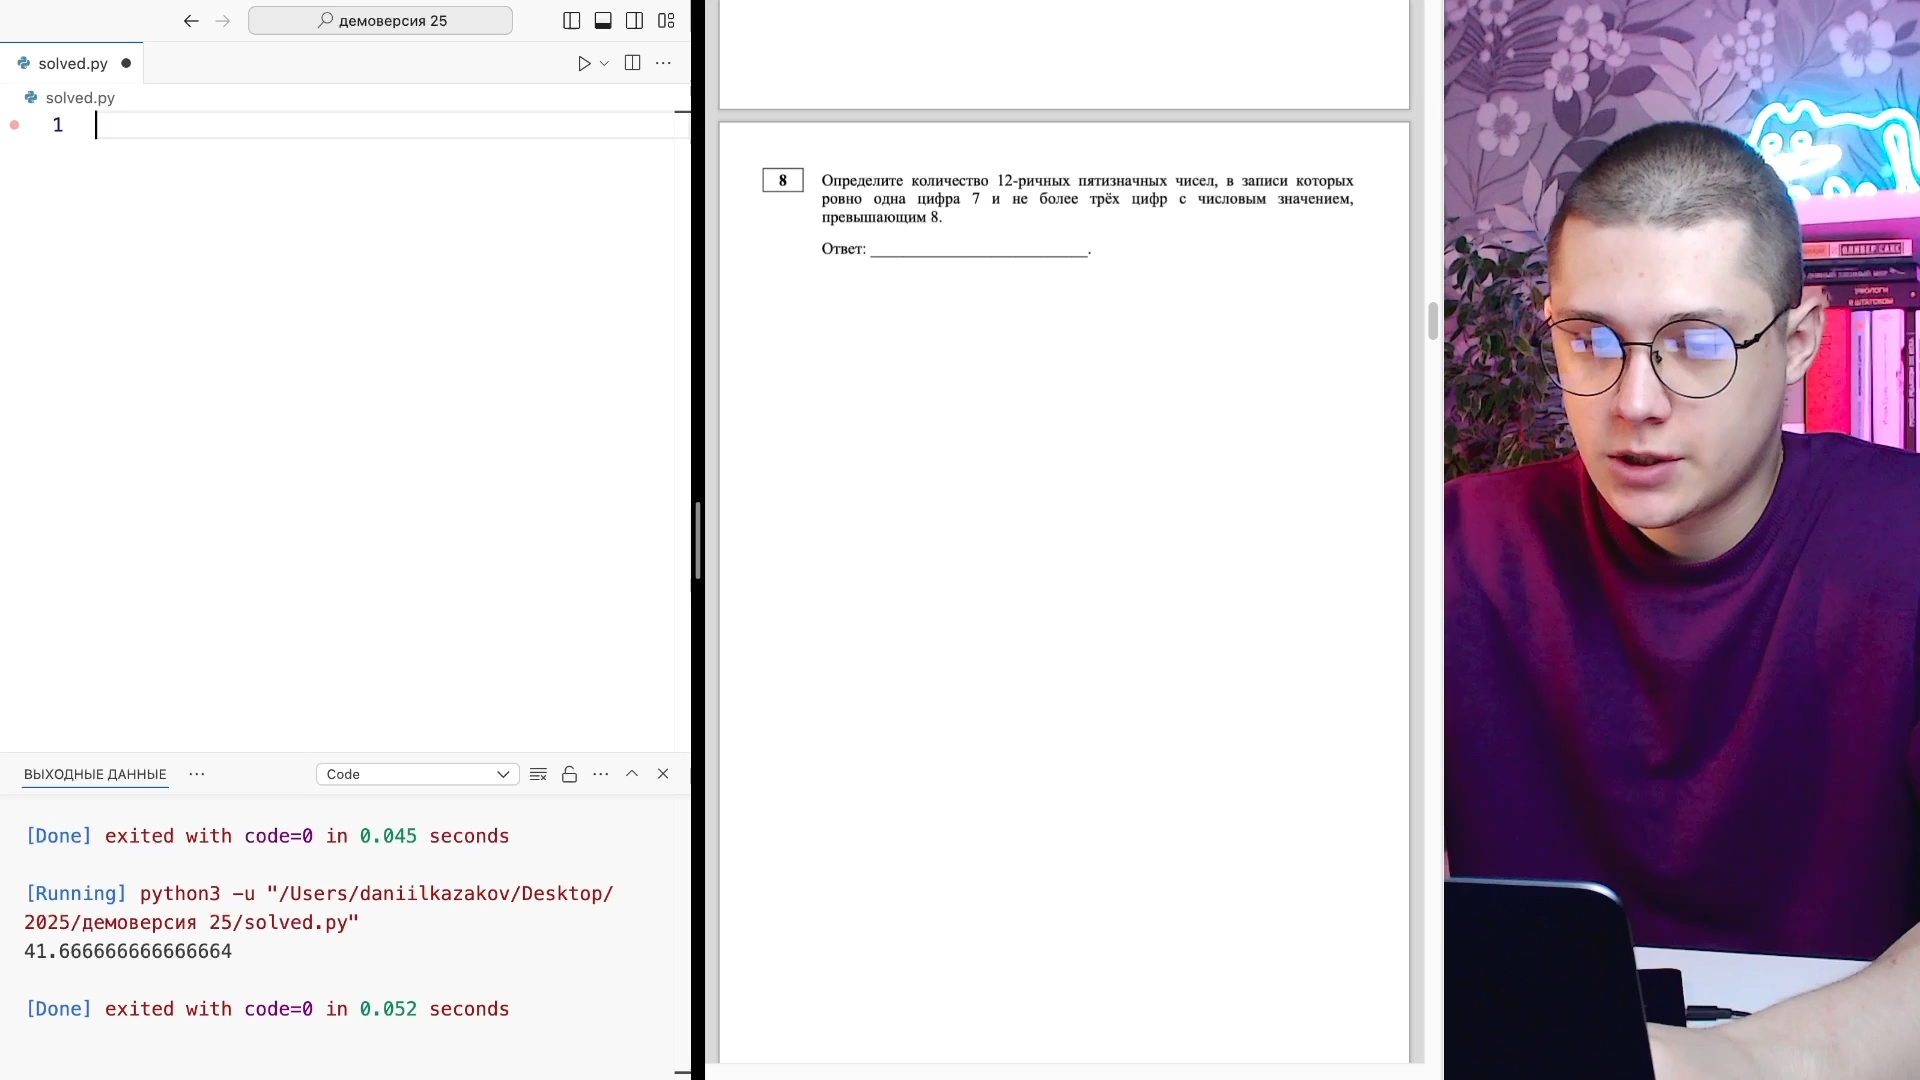 демоверсия 25
solved.py
solved.py
1
ВЫХОДНЫЕ ДАННЫЕ
Code
[Done] exited with code=0 in 0.045 seconds
[Running] python3 -u "/Users/daniilkazakov/Desktop/
2025/демоверсия 25/solved.py"
41.666666666666664
[Done] exited with code=0 in 0.052 seconds
8
Определите количество 12-ричных пятизначных чисел, в записи которых
ровно одна цифра 7 и не более трёх цифр с числовым значением,
превышающим 8.
Ответ: ___________________________.
ОЛИВЕР САКС